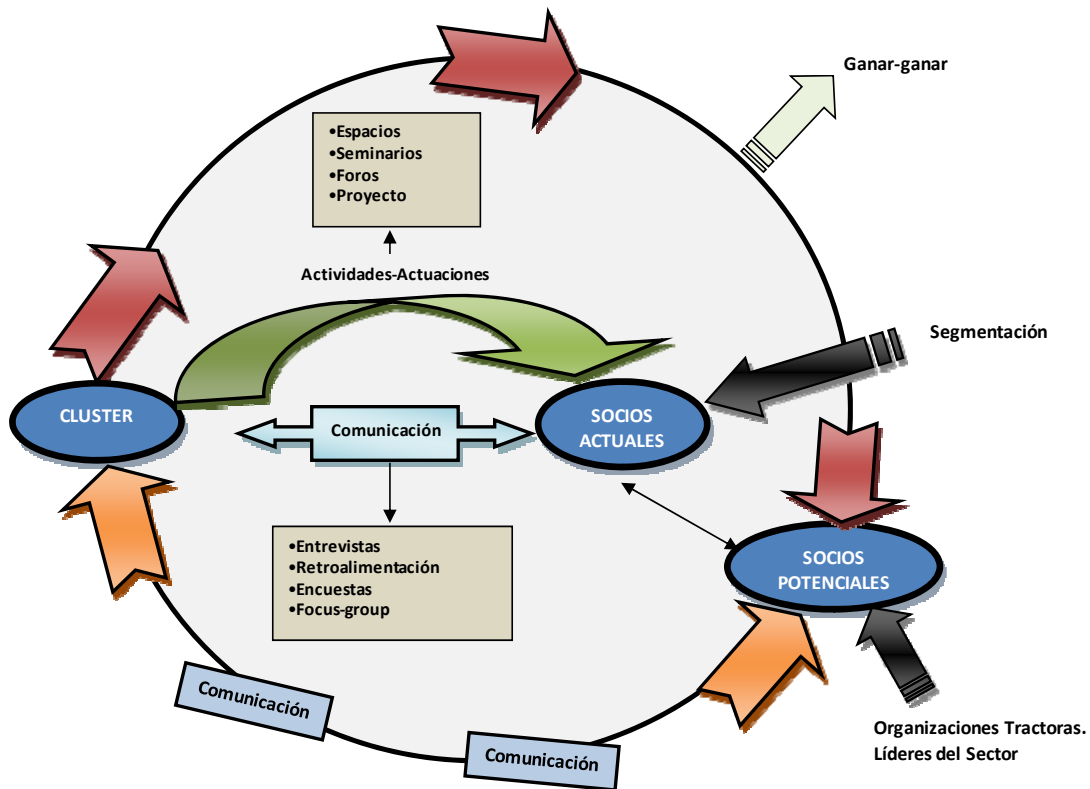 Ganar-ganar
•Espacios
•Seminarios
•Foros
•Proyecto
Actividades-Actuaciones
Segmentación
CLUSTER
Comunicación
SOCIOS
ACTUALES
•Entrevistas
•Retroalimentación
•Encuestas
•Focus-group
SOCIOS
POTENCIALES
Comunicación
Comunicación
Organizaciones Tractoras.
Líderes del Sector